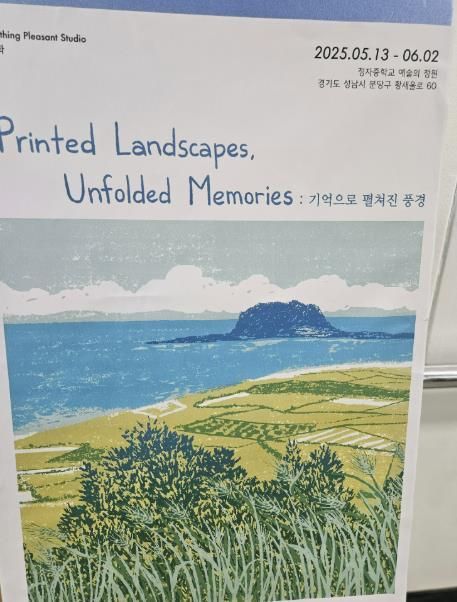 thing Pleasant Studio
2025.05.13 - 06.02
정자중학교 예술의 정원
경기도 성남시 분당구 황새울로 60
Printed Landscapes,
Unfolded Memories : 기억으로 펼쳐진 풍경